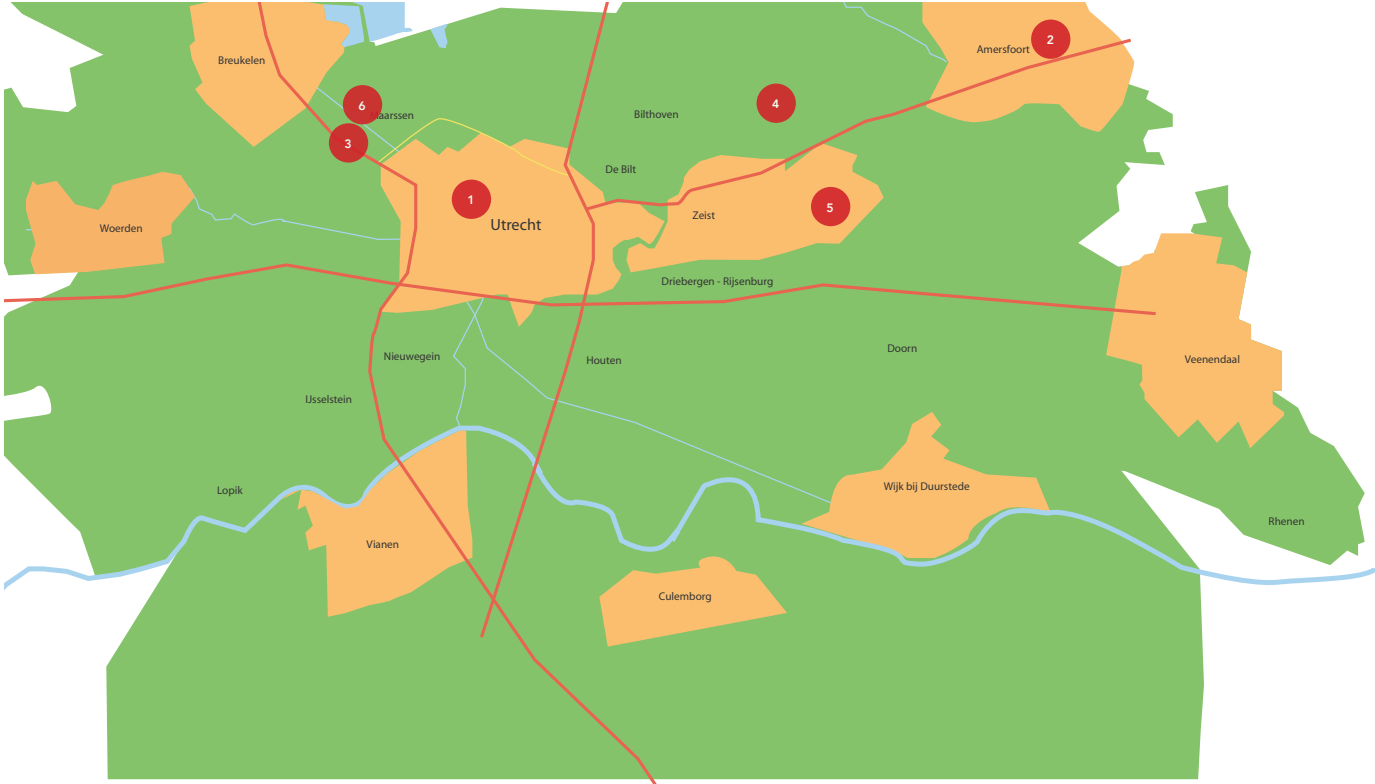 2
Amersfoort
Breukelen
4
6
Maarssen
Bilthoven
3
De Bilt
1
5
Zeist
Utrecht
Woerden
Driebergen - Rijsenburg
Doorn
Nieuwegein
Houten
Veenendaal
IJsselstein
Wijk bij Duurstede
Lopik
Rhenen
Vianen
Culemborg